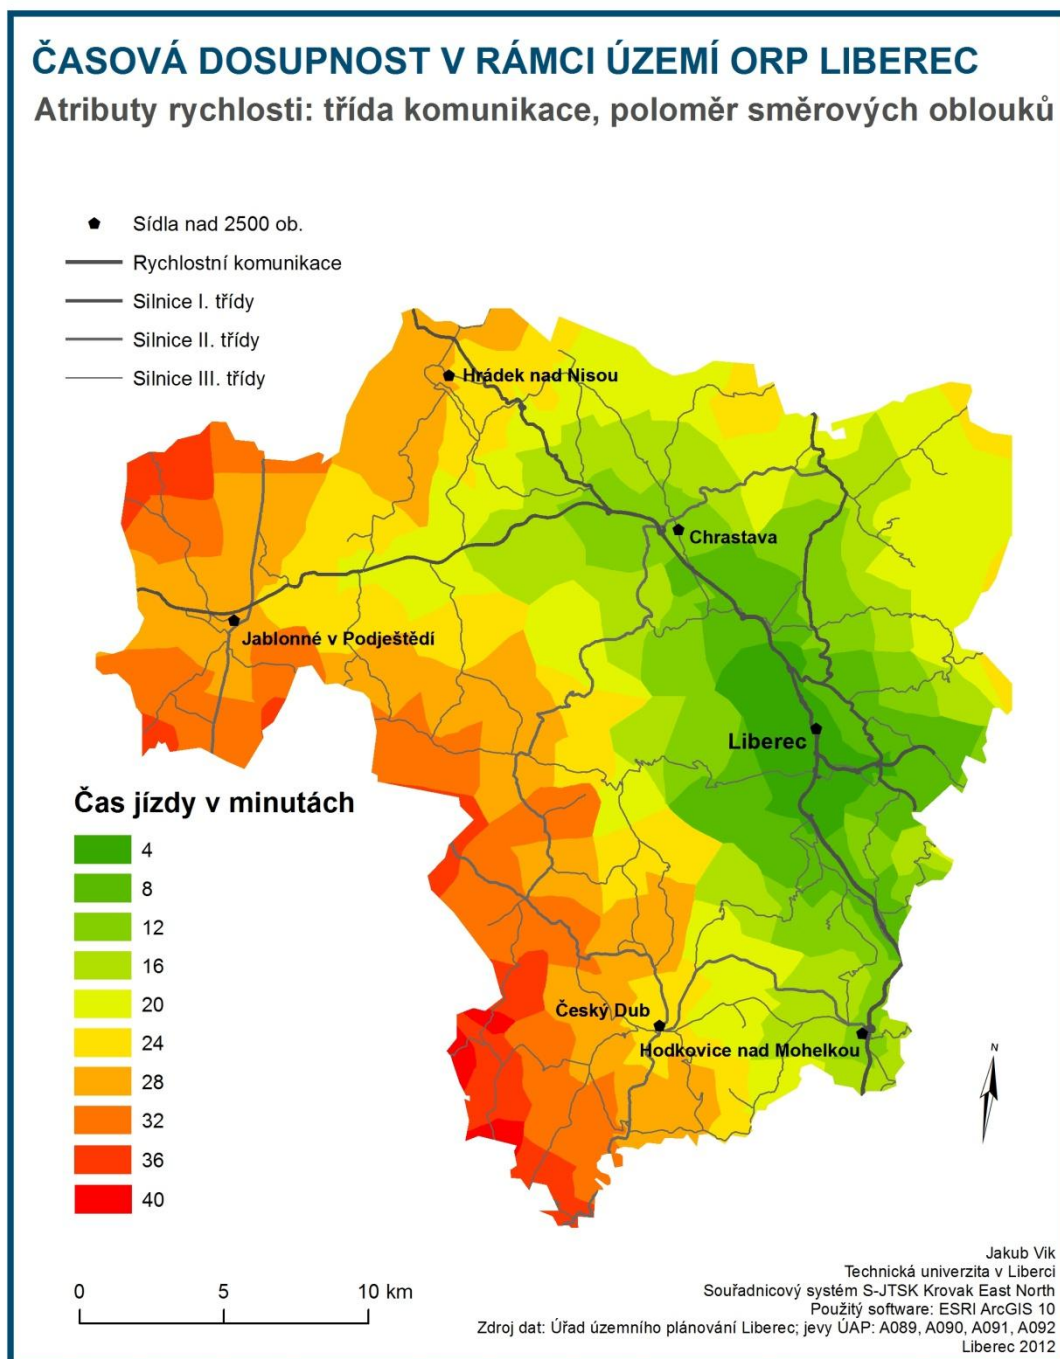 ČASOVÁ DOSUPNOST V RÁMCI ÚZEMÍ ORP LIBEREC
Atributy rychlosti: třída komunikace, poloměr směrových oblouků
Sídla nad 2500 ob.
Rychlostní komunikace
Silnice I. třídy
Silnice II. třídy
Silnice III. třídy
Hrádek nad Nisou
Chrastava
Jablonné v Podještědí
Liberec
Český Dub
Hodkovice nad Mohelkou
Čas jízdy v minutách
4
8
12
16
20
24
28
32
36
40
N
0 5 10 km
Jakub Vik
Technická univerzita v Liberci
Souřadnicový systém S-JTSK Krovak East North
Použitý software: ESRI ArcGIS 10
Zdroj dat: Úřad územního plánování Liberec; jevy ÚAP: A089, A090, A091, A092
Liberec 2012